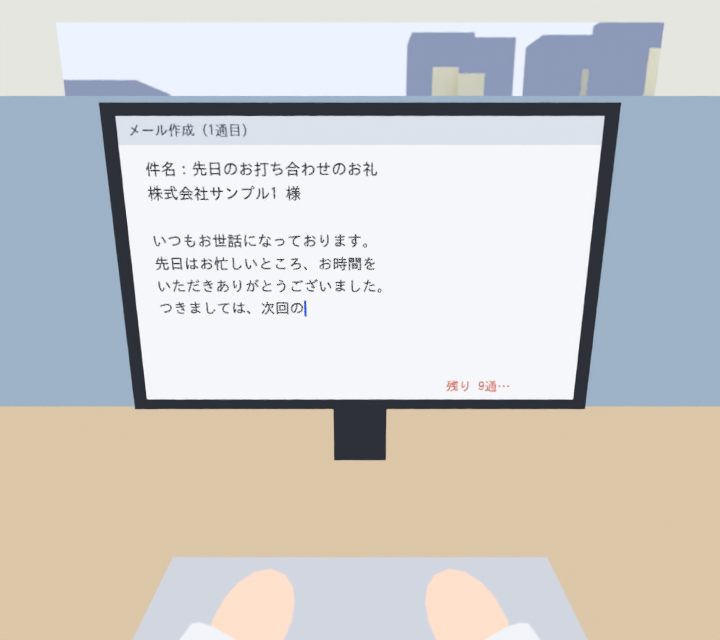 メール作成（1通目）
件名：先日のお打ち合わせのお礼
株式会社サンプル1 様
いつもお世話になっております。
先日はお忙しいところ、お時間を
いただきありがとうございました。
つきましては、次回の
残り 9通…